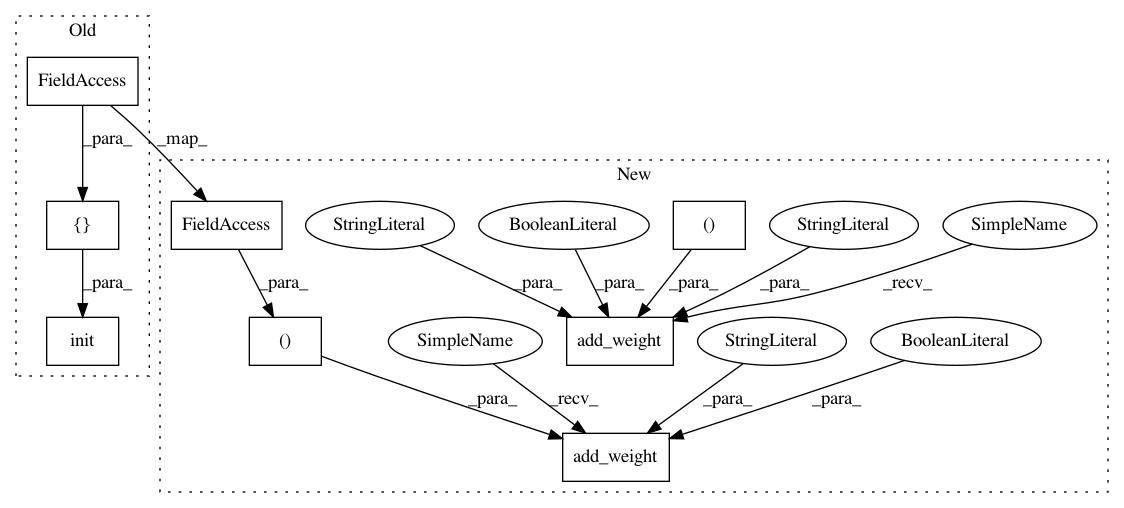 Old
FieldAccess
_para_
_map_
New
{}
FieldAccess
StringLiteral
BooleanLiteral
()
StringLiteral
SimpleName
_para_
_para_
_para_
_para_
_para_
_para_
_recv_
init
()
SimpleName
add_weight
StringLiteral
BooleanLiteral
_para_
_recv_
_para_
_para_
add_weight